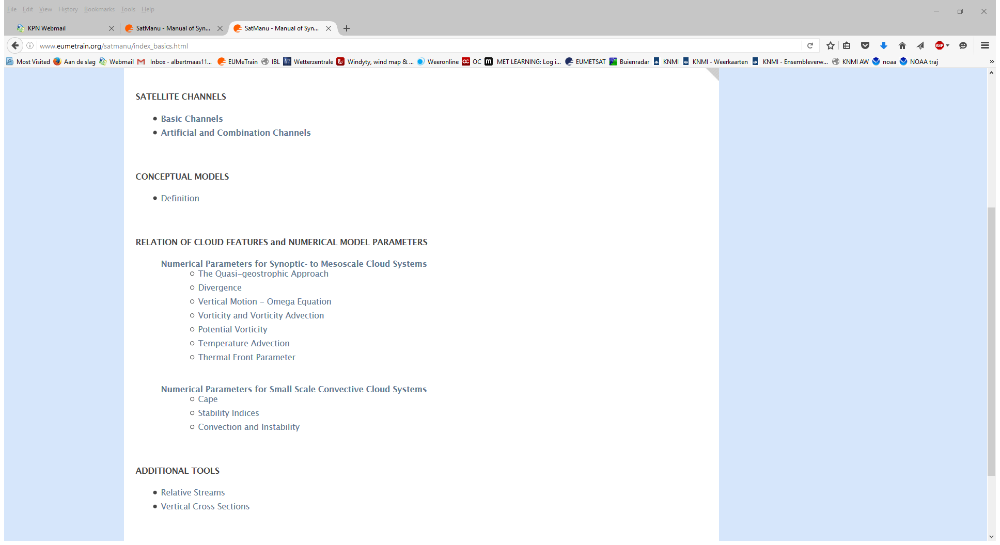 File Edit View History Bookmarks Tools Help
KPN Webmail SatManu - Manual of Syn... SatManu - Manual of Syn...
www.eumetrain.org/satmanu/index_basics.html ABP
Most Visited Aan de slag Webmail Inbox - albertmaas11... EUMeTrain IBL Wetterzentrale Windyty, wind map & ... Weeronline OC MET LEARNING: Log i... EUMETSAT Buienradar KNMI KNMI - Weerkaarten KNMI - Ensembleverw... KNMI AW noaa NOAA traj
SATELLITE CHANNELS
Basic Channels
Artificial and Combination Channels
CONCEPTUAL MODELS
Definition
RELATION OF CLOUD FEATURES and NUMERICAL MODEL PARAMETERS
Numerical Parameters for Synoptic- to Mesoscale Cloud Systems
The Quasi-geostrophic Approach
Divergence
Vertical Motion - Omega Equation
Vorticity and Vorticity Advection
Potential Vorticity
Temperature Advection
Thermal Front Parameter
Numerical Parameters for Small Scale Convective Cloud Systems
Cape
Stability Indices
Convection and Instability
ADDITIONAL TOOLS
Relative Streams
Vertical Cross Sections